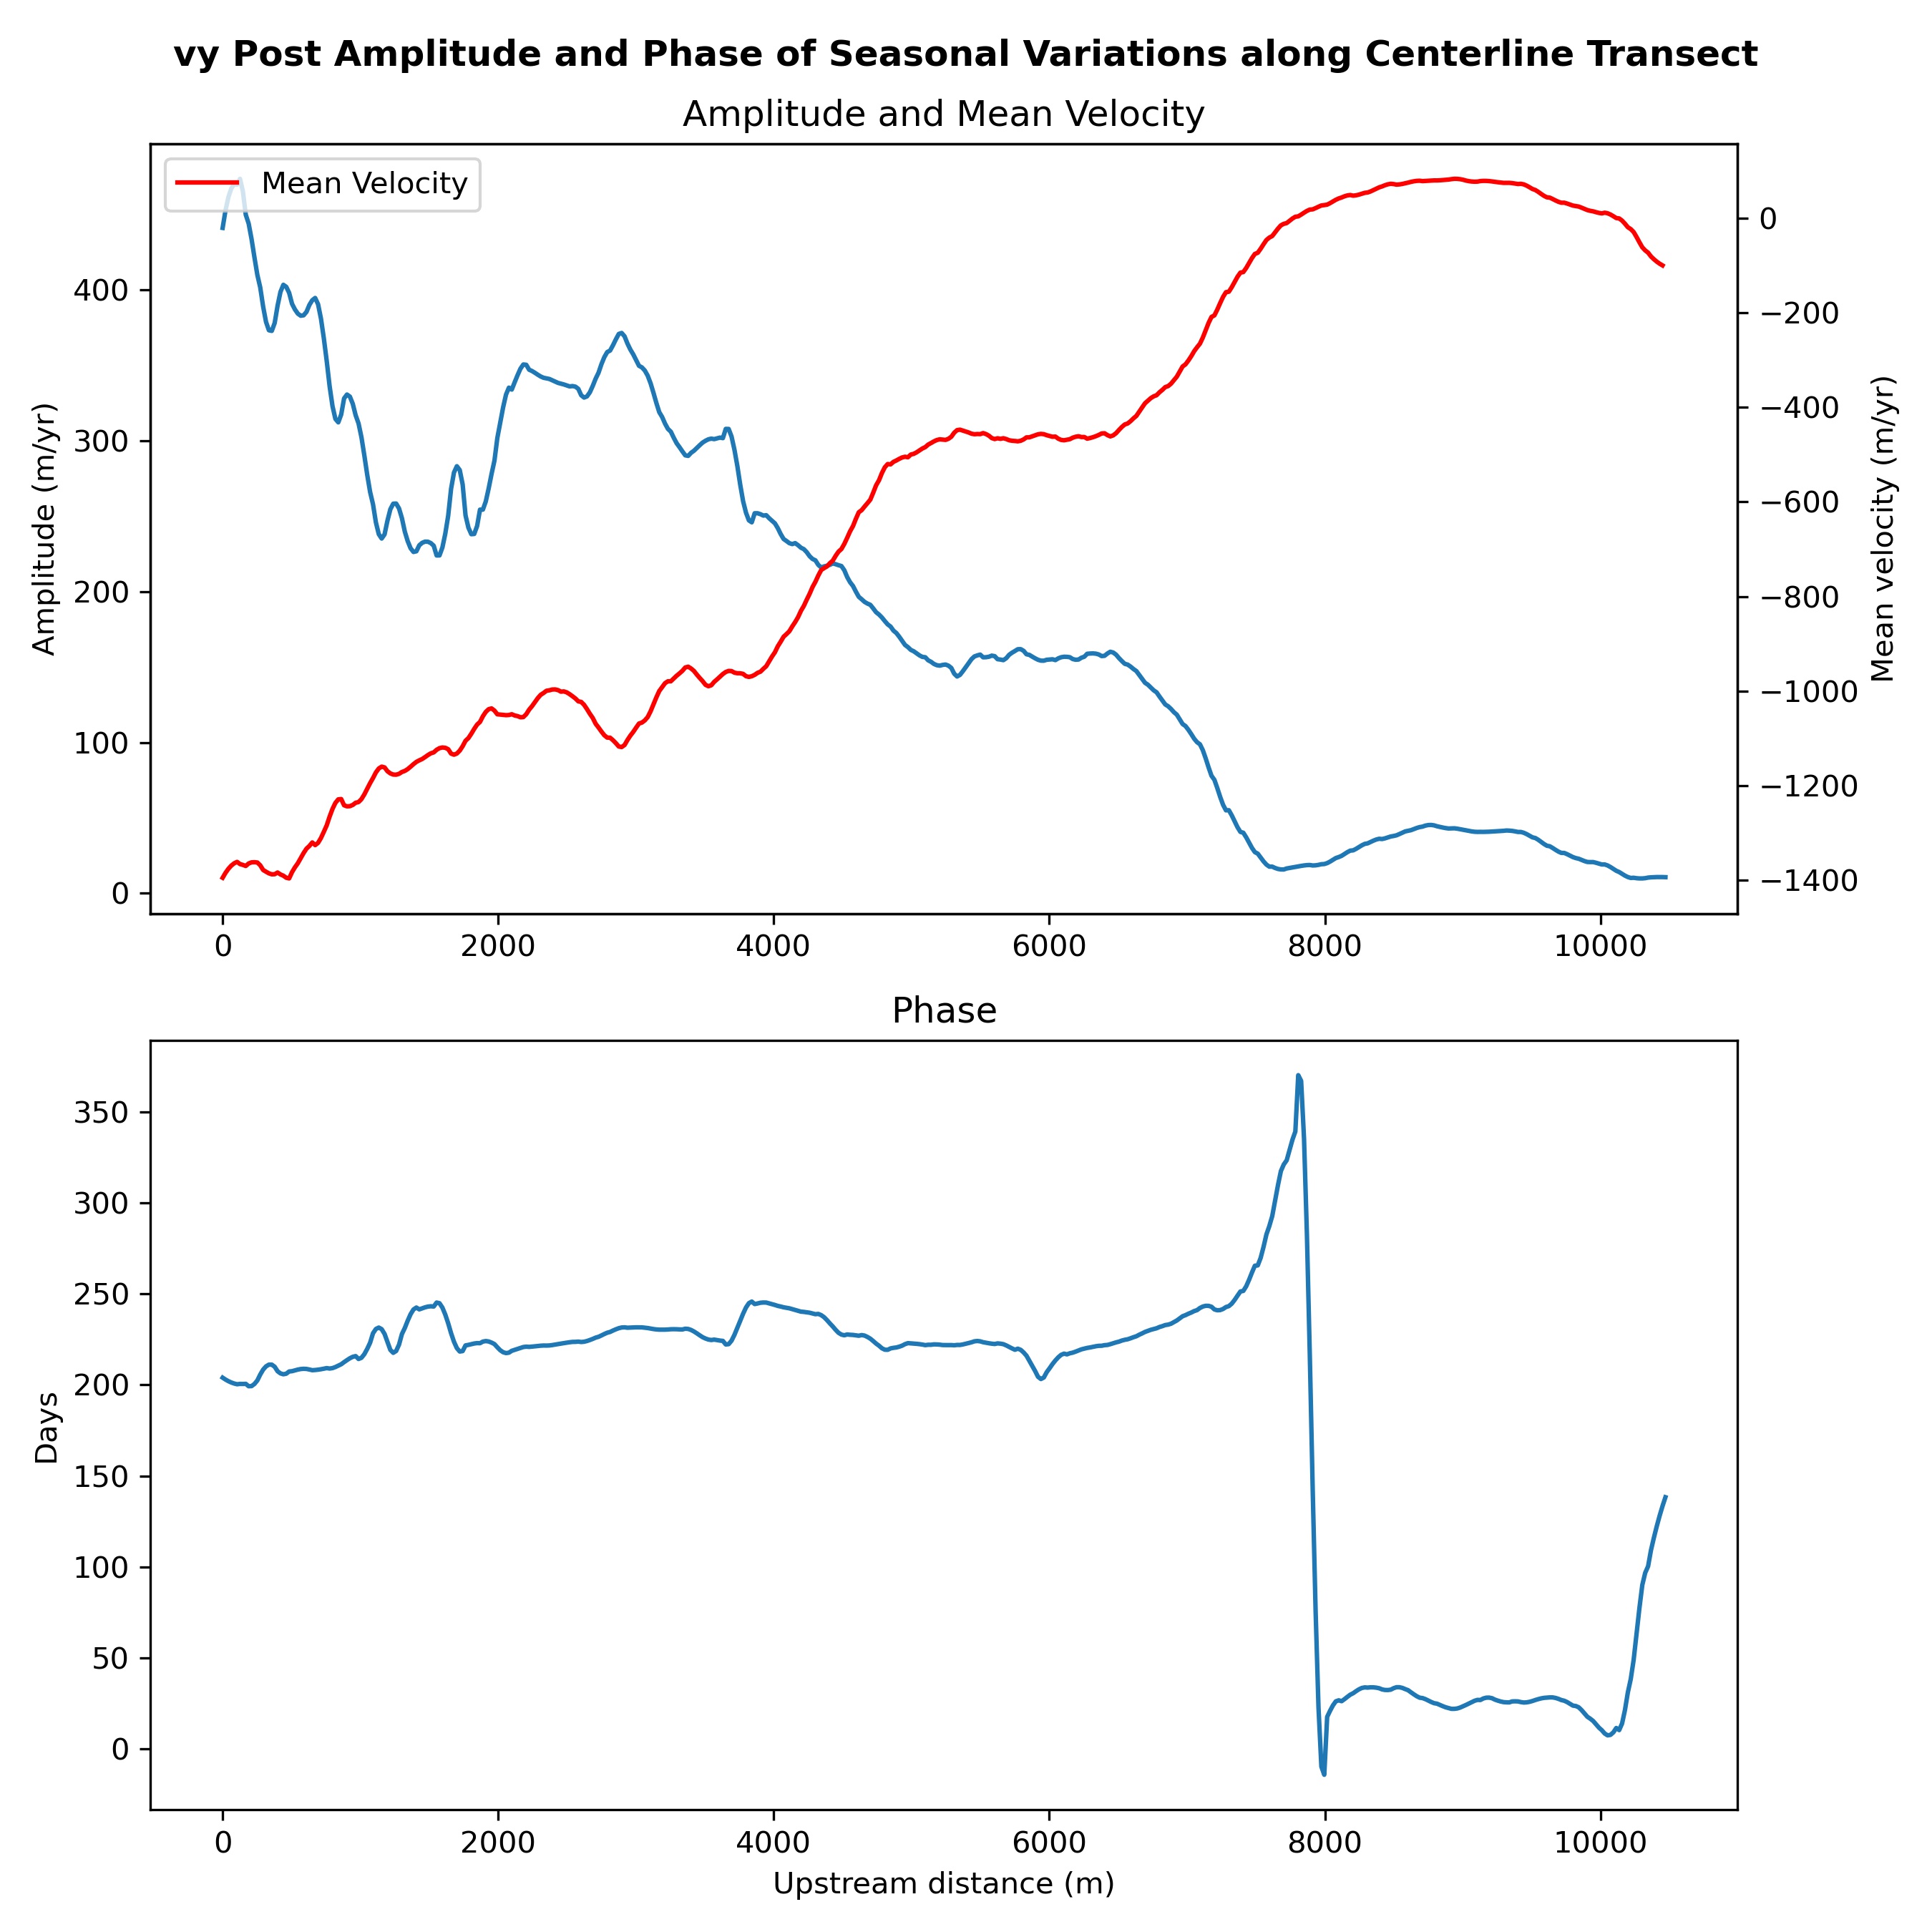 vy Post Amplitude and Phase of Seasonal Variations along Centerline Transect
Amplitude and Mean Velocity
Mean Velocity
Amplitude (m/yr)
400
300
200
100
0
0
−200
−400
−600
−800
−1000
−1200
−1400
Mean velocity (m/yr)
0 2000 4000 6000 8000 10000
Phase
Days
350
300
250
200
150
100
50
0
0 2000 4000 6000 8000 10000
Upstream distance (m)